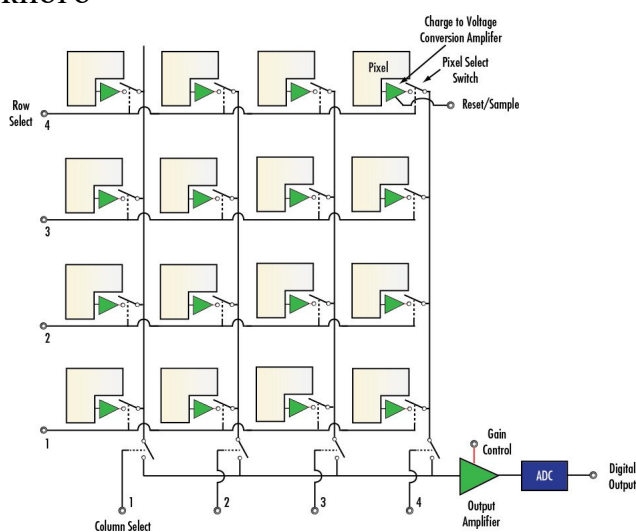 Charge to Voltage
Conversion Amplifer
Pixel
Pixel Select
Switch
Row
Select
4
Reset/Sample
3
2
1
Gain
Control
1
2
3
4
ADC
Digital
Output
Output
Amplifier
Column Select